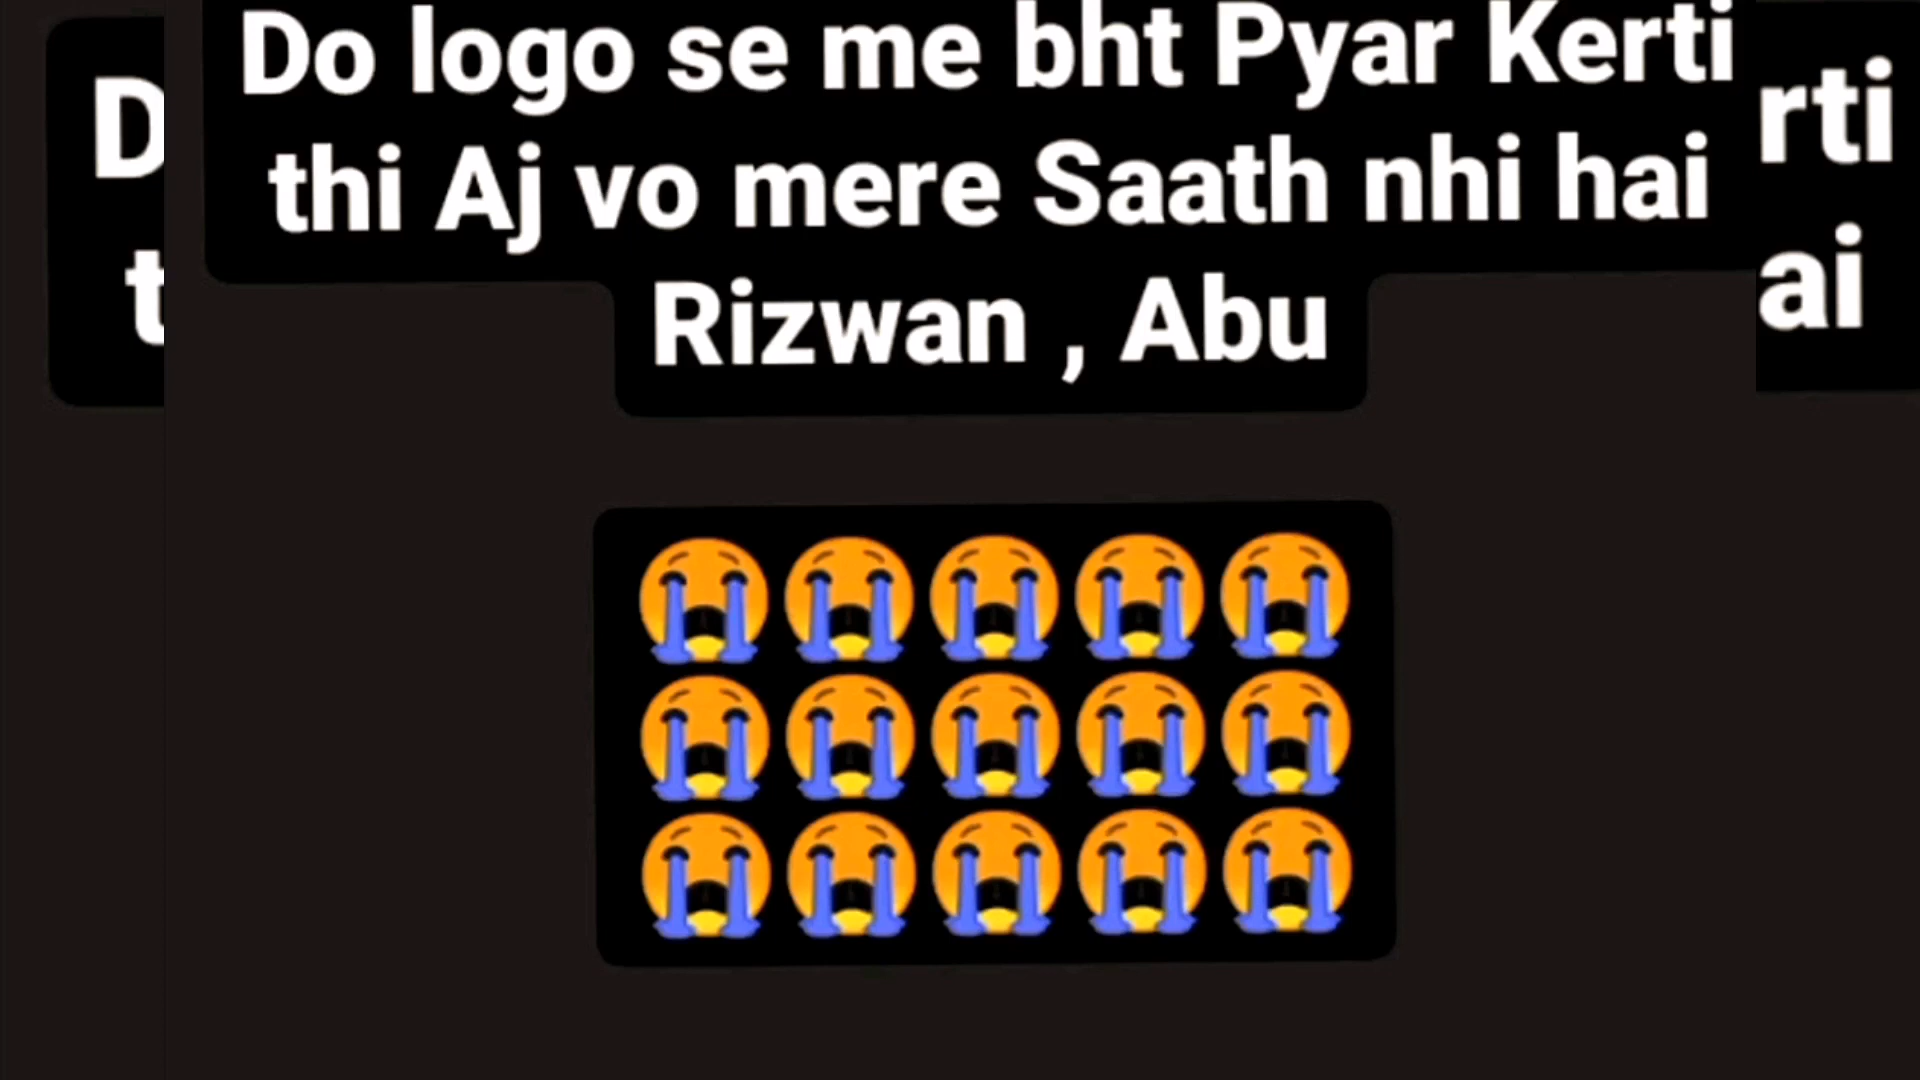 Do logo se me bht Pyar Kerti
thi Aj vo mere Saath nhi hai
Rizwan , Abu
😭😭😭😭😭
😭😭😭😭😭
😭😭😭😭😭